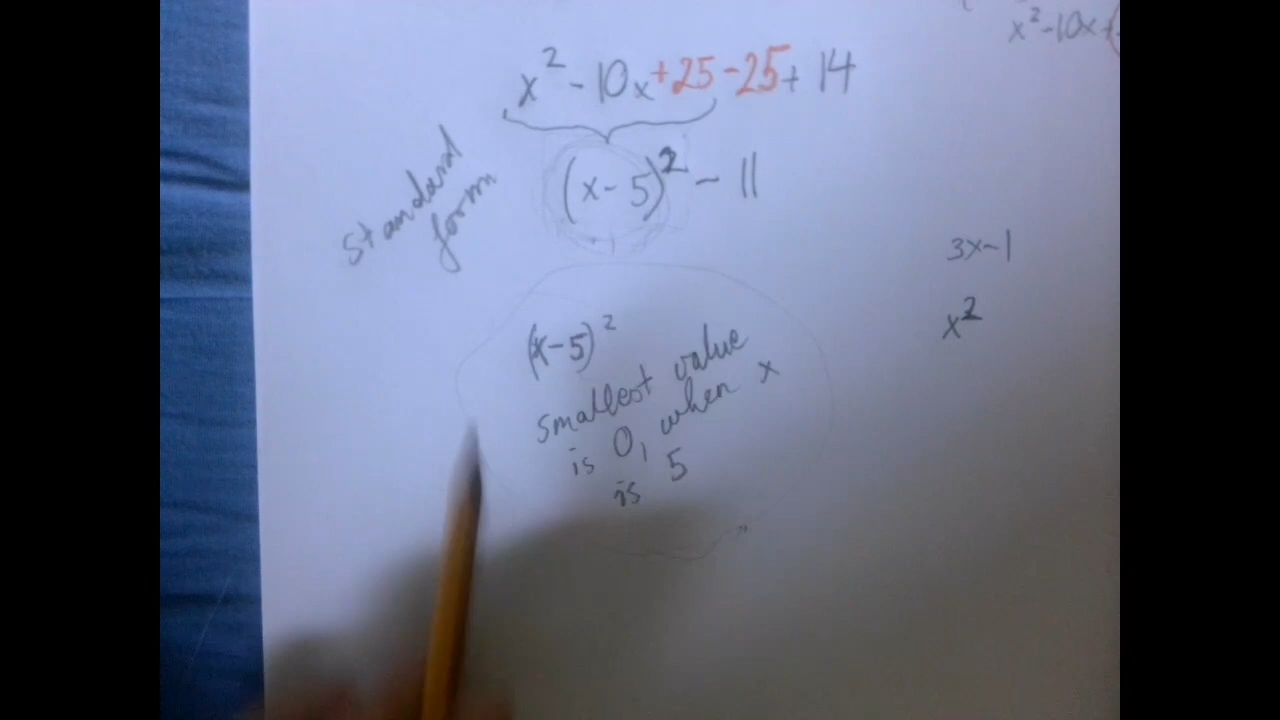 x² - 10x
x² - 10x + 25 - 25 + 14
(x - 5)² - 11
standard
form
3x - 1
x²
(x - 5)²
smallest value
is 0, when x
is 5